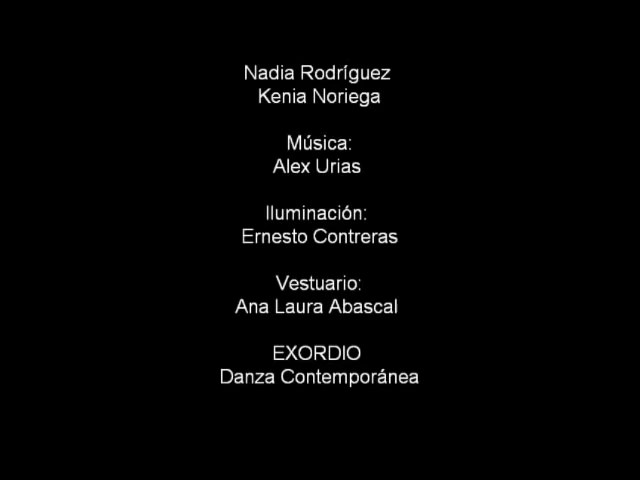 Nadia Rodríguez
Kenia Noriega
Música:
Alex Urias
Iluminación:
Ernesto Contreras
Vestuario:
Ana Laura Abascal
EXORDIO
Danza Contemporánea